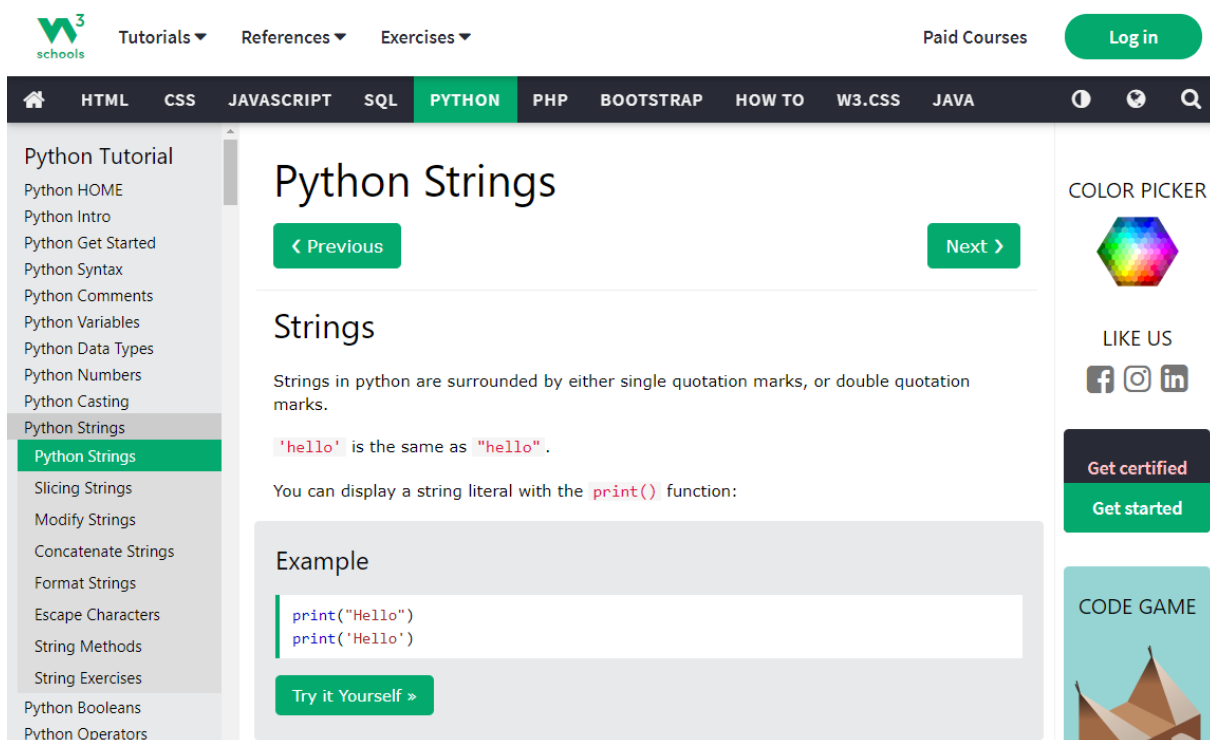 3
schools
Tutorials
References
Exercises
Paid Courses
Log in
HTML
CSS
JAVASCRIPT
SQL
PYTHON
PHP
BOOTSTRAP
HOW TO
W3.CSS
JAVA
Python Tutorial
Python HOME
Python Intro
Python Get Started
Python Syntax
Python Comments
Python Variables
Python Data Types
Python Numbers
Python Casting
Python Strings
Python Strings
Slicing Strings
Modify Strings
Concatenate Strings
Format Strings
Escape Characters
String Methods
String Exercises
Python Booleans
Python Operators
Python Strings
❮ Previous
Next ❯
Strings
Strings in python are surrounded by either single quotation marks, or double quotation
marks.
'hello' is the same as "hello".
You can display a string literal with the print() function:
Example
print("Hello")
print('Hello')
Try it Yourself »
COLOR PICKER
LIKE US
Get certified
Get started
CODE GAME